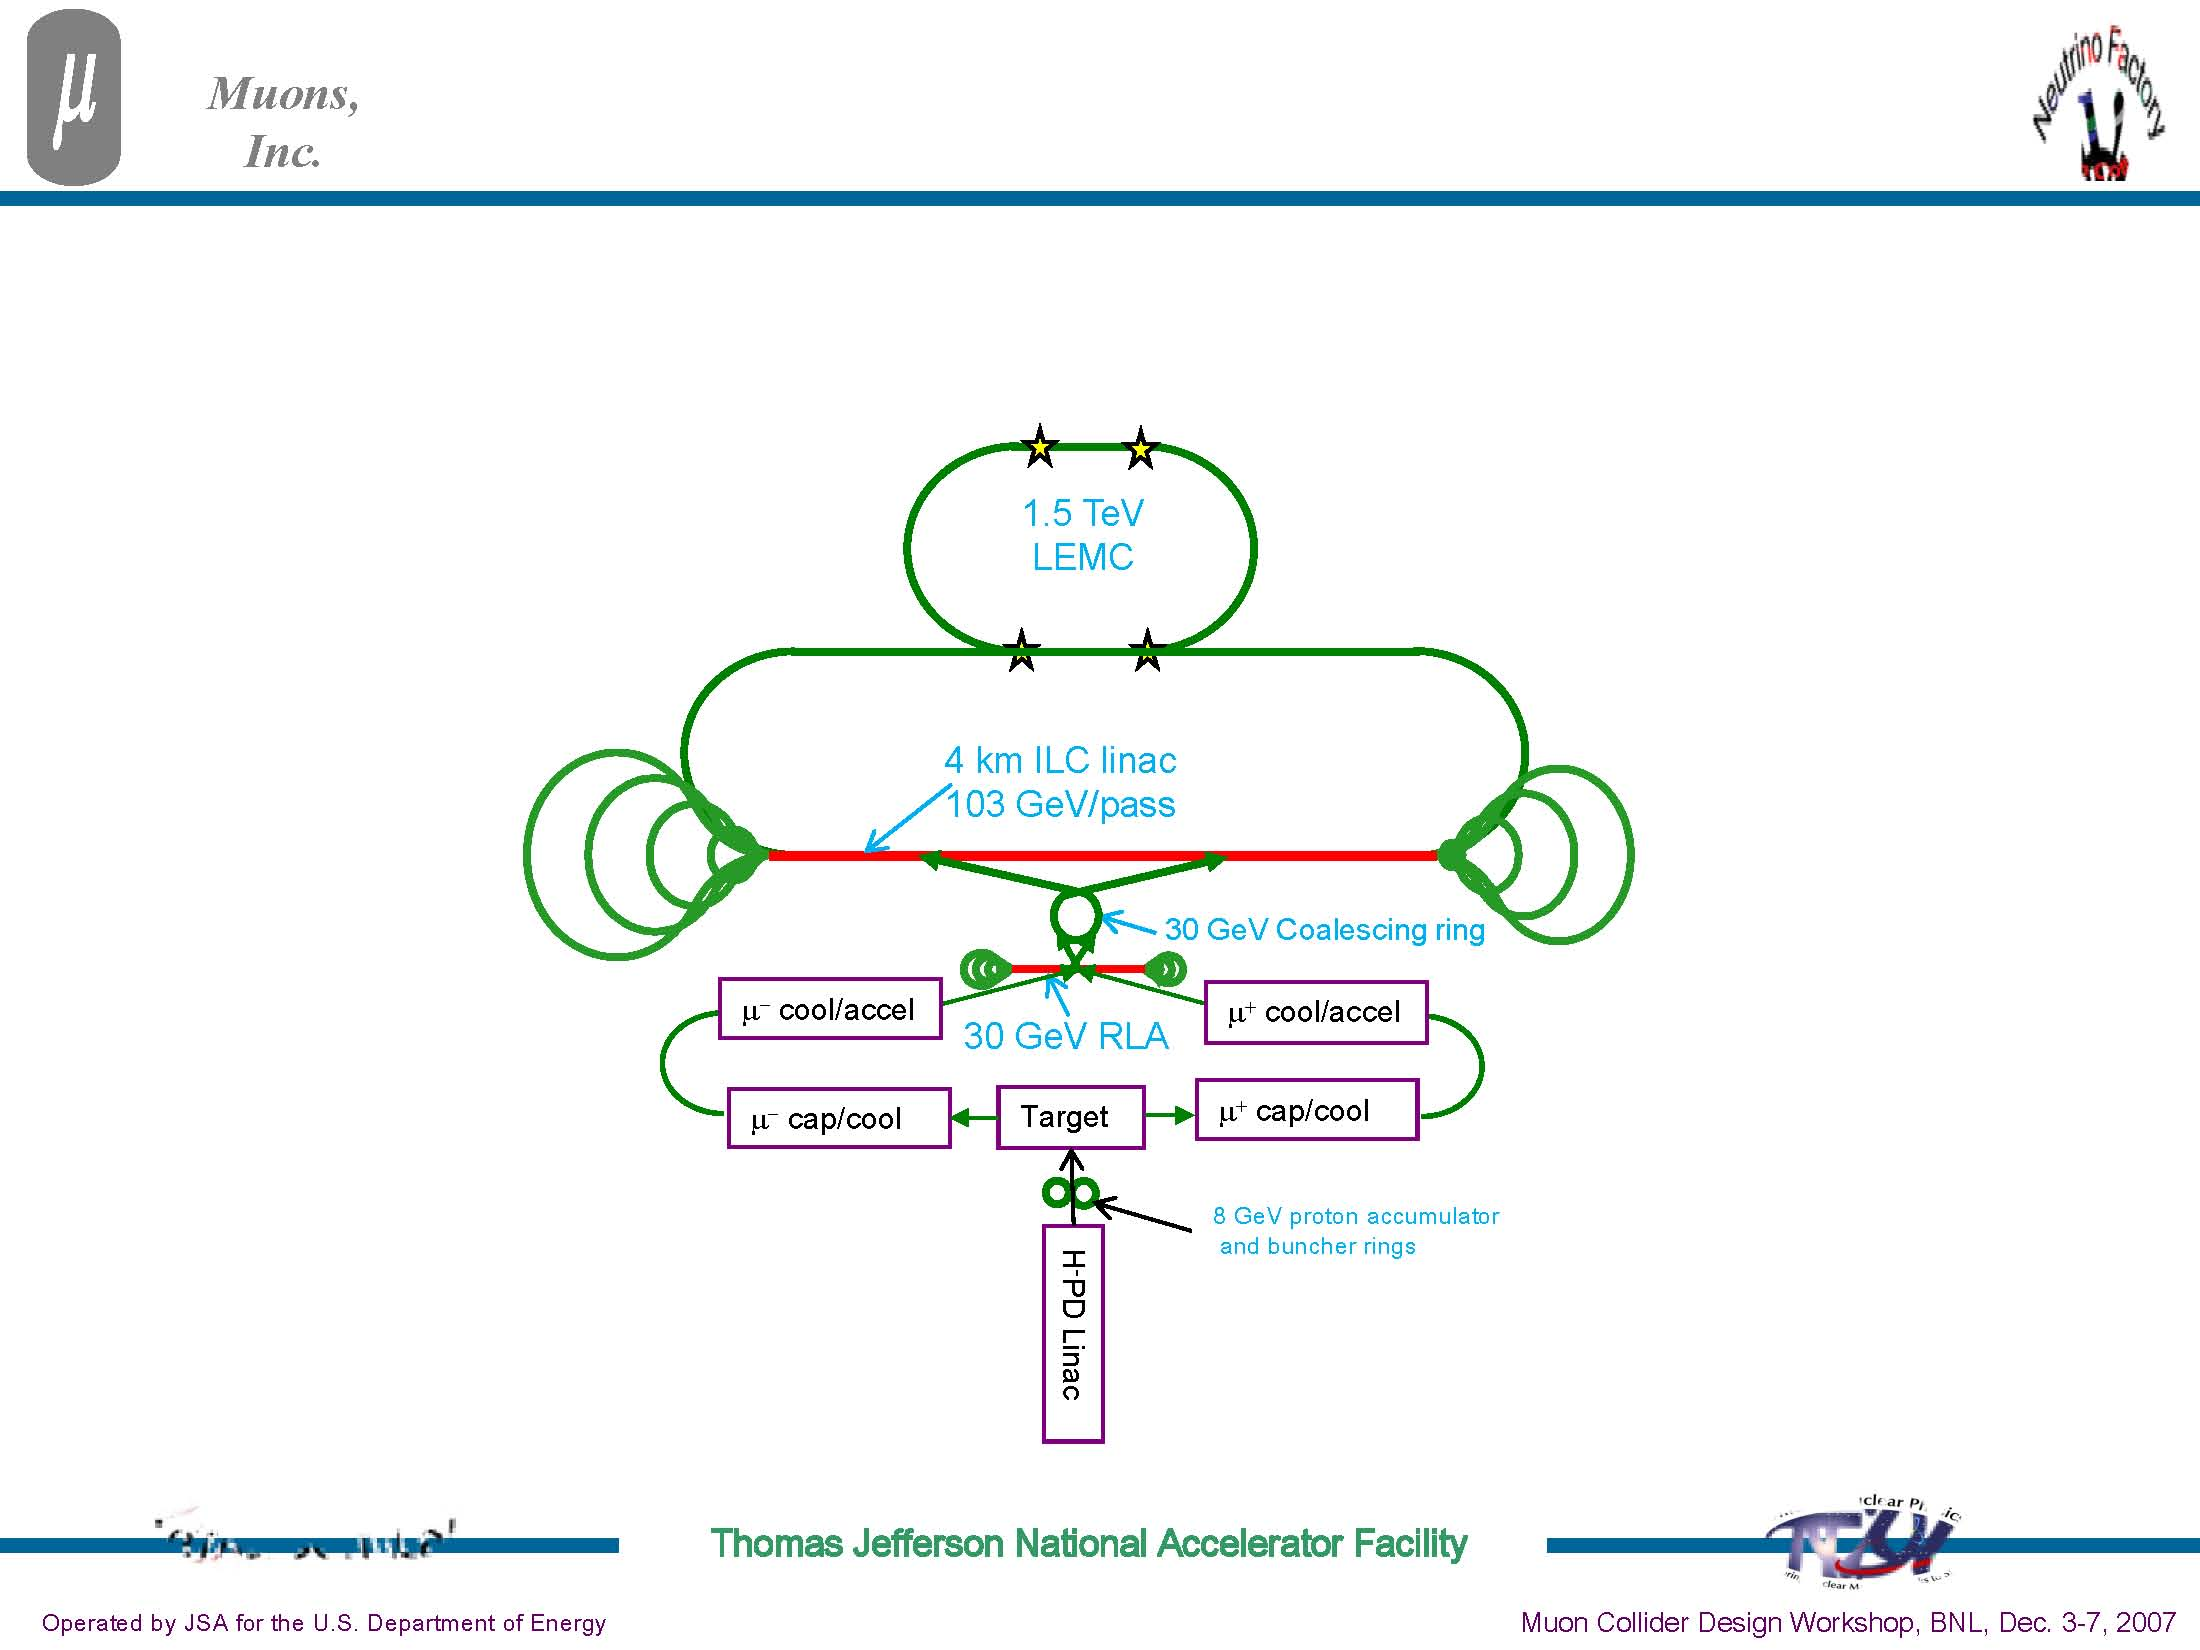 μ
Muons,
Inc.
Neutrino Factory
1.5 TeV
LEMC
4 km ILC linac
103 GeV/pass
30 GeV Coalescing ring
μ− cool/accel
μ+ cool/accel
30 GeV RLA
μ− cap/cool
Target
μ+ cap/cool
8 GeV proton accumulator
and buncher rings
H-PD Linac
Thomas Jefferson National Accelerator Facility
Operated by JSA for the U.S. Department of Energy
Muon Collider Design Workshop, BNL, Dec. 3-7, 2007